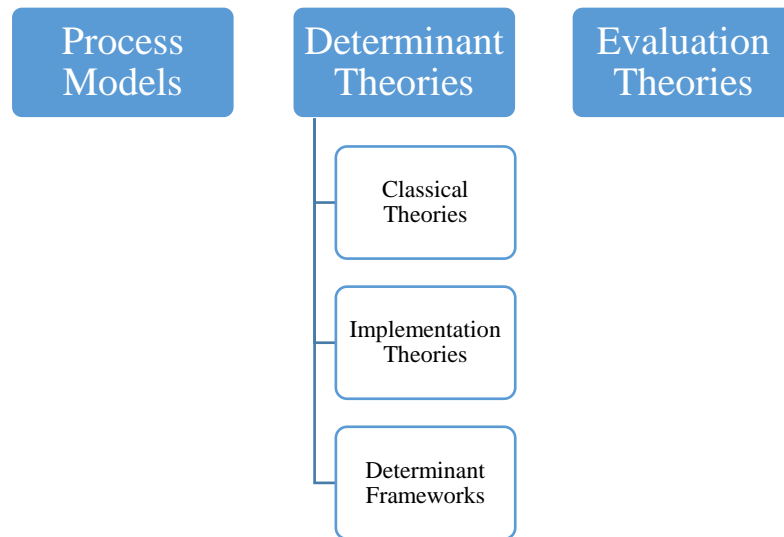 Process
Models
Determinant
Theories
Evaluation
Theories
Classical
Theories
Implementation
Theories
Determinant
Frameworks